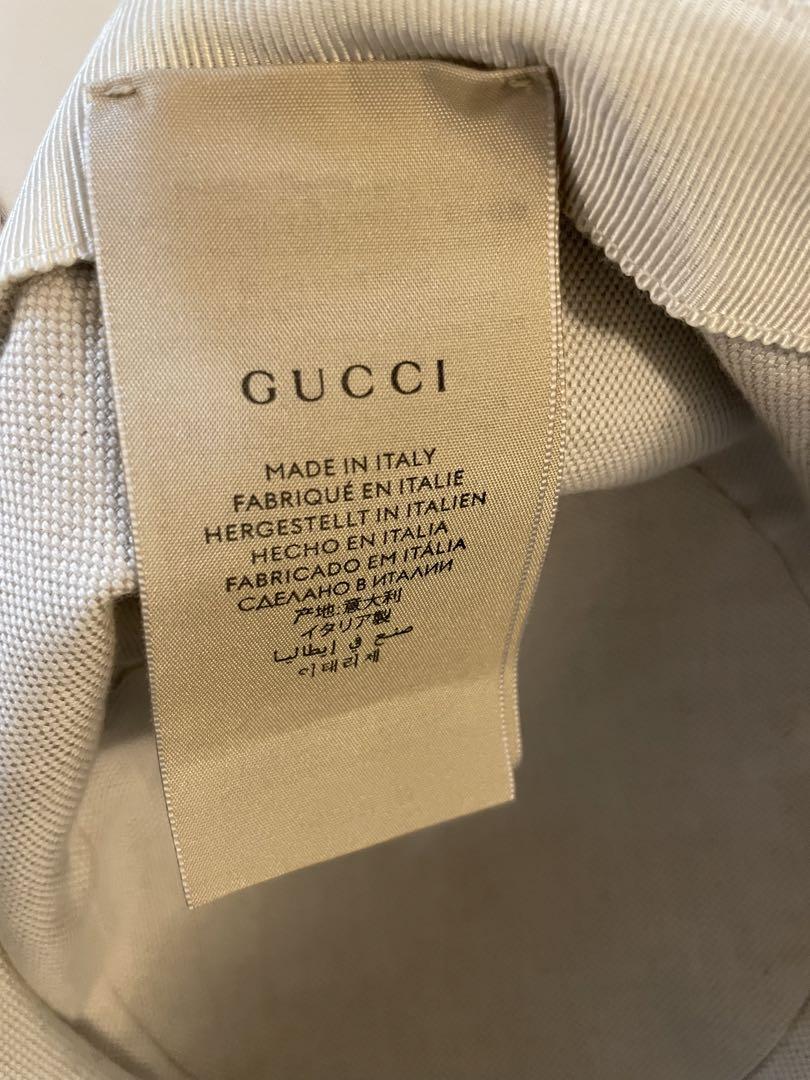 GUCCI
MADE IN ITALY
FABRIQUÉ EN ITALIE
HERGESTELLT IN ITALIEN
HECHO EN ITALIA
FABRICADO EM ITÁLIA
СДЕЛАНО В ИТАЛИИ
产地:意大利
イタリア製
صنع في إيطاليا
이태리제